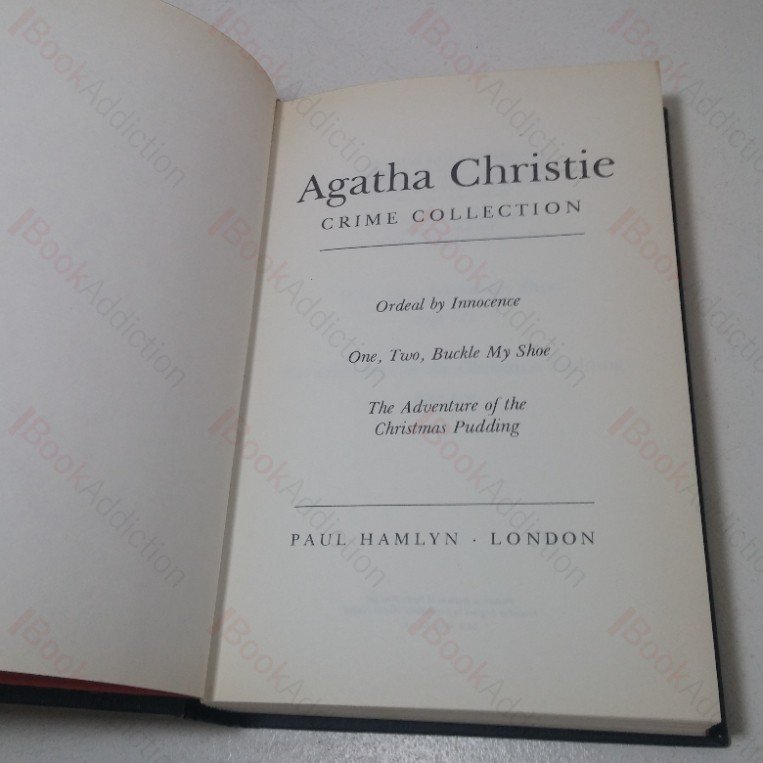 Agatha Christie
CRIME COLLECTION
Ordeal by Innocence
One, Two, Buckle My Shoe
The Adventure of the
Christmas Pudding
PAUL HAMLYN · LONDON
BookAddiction